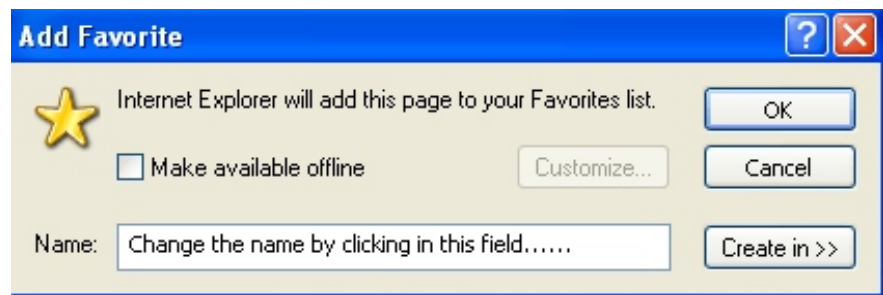 Add Favorite
?
Internet Explorer will add this page to your Favorites list.
OK
Make available offline
Customize...
Cancel
Name:
Change the name by clicking in this field......
Create in >>